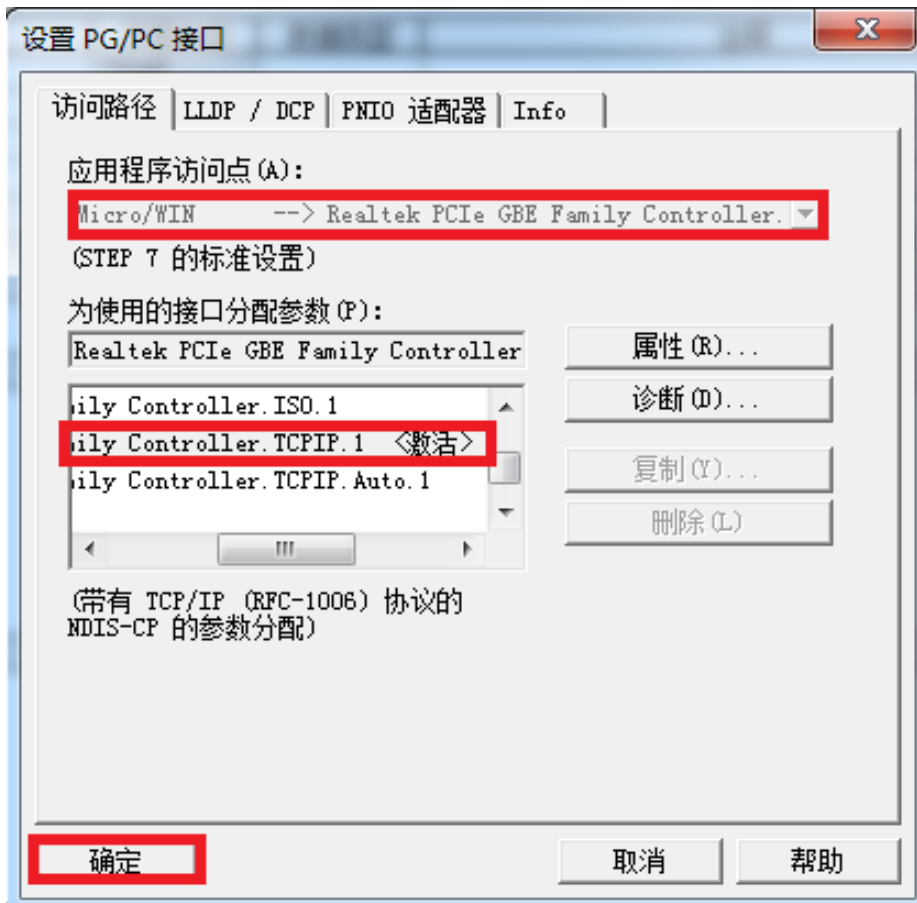 设置 PG/PC 接口
访问路径 LLDP / DCP PNIO 适配器 Info
应用程序访问点(A):
Micro/WIN --> Realtek PCIe GBE Family Controller.
(STEP 7 的标准设置)
为使用的接口分配参数(P):
Realtek PCIe GBE Family Controller
属性(R)...
ily Controller.ISO.1
诊断(D)...
ily Controller.TCPIP.1 <激活>
复制(Y)...
ily Controller.TCPIP.Auto.1
删除(L)
(带有 TCP/IP (RFC-1006) 协议的
NDIS-CP 的参数分配)
确定 取消 帮助